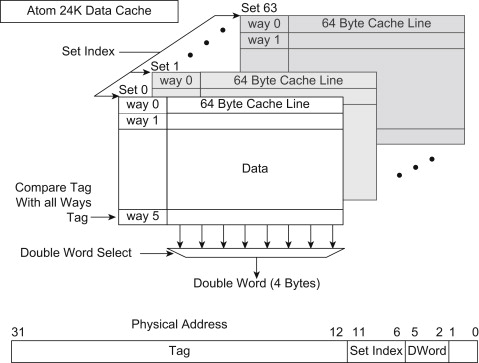 Atom 24K Data Cache
Set 63
way 0 64 Byte Cache Line
way 1
Set Index
Set 1
way 0 64 Byte Cache Line
Set 0
way 0 64 Byte Cache Line
way 1
Data
Compare Tag
With all Ways
Tag
way 5
Double Word Select
Double Word (4 Bytes)
Physical Address
31 12 11 6 5 2 1 0
Tag Set Index DWord